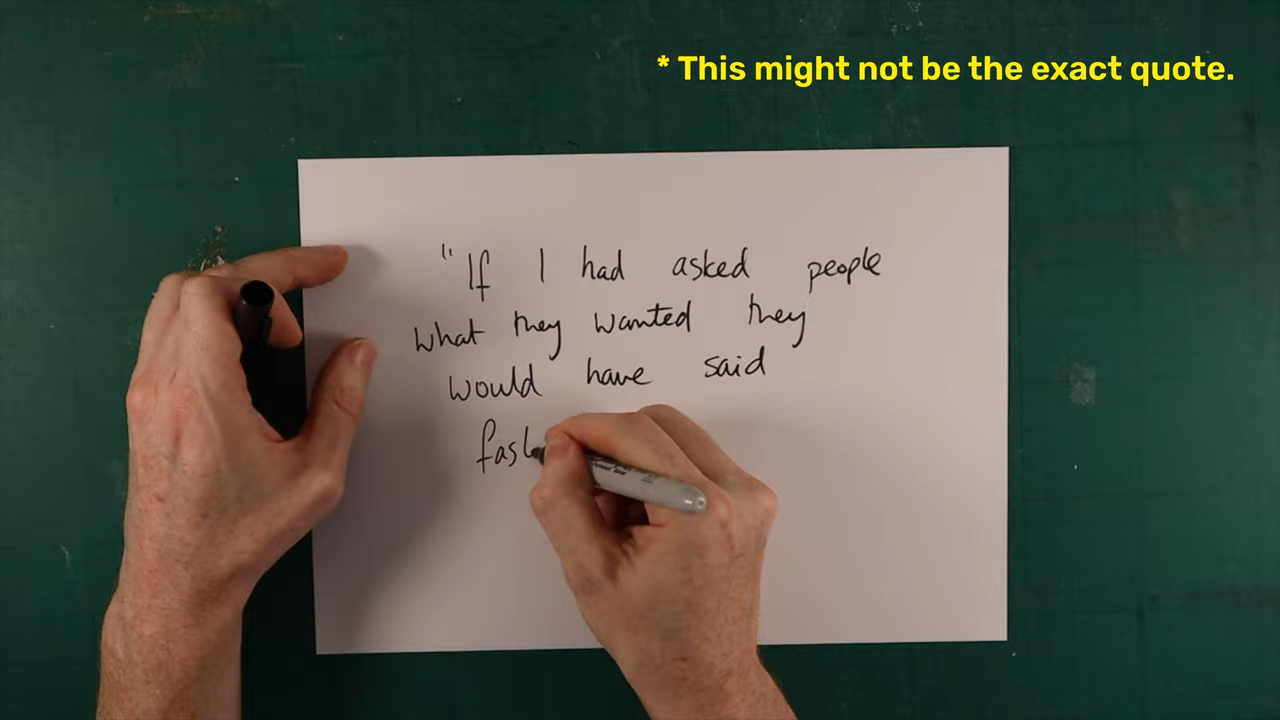 * This might not be the exact quote.
"If I had asked people
what they wanted they
would have said